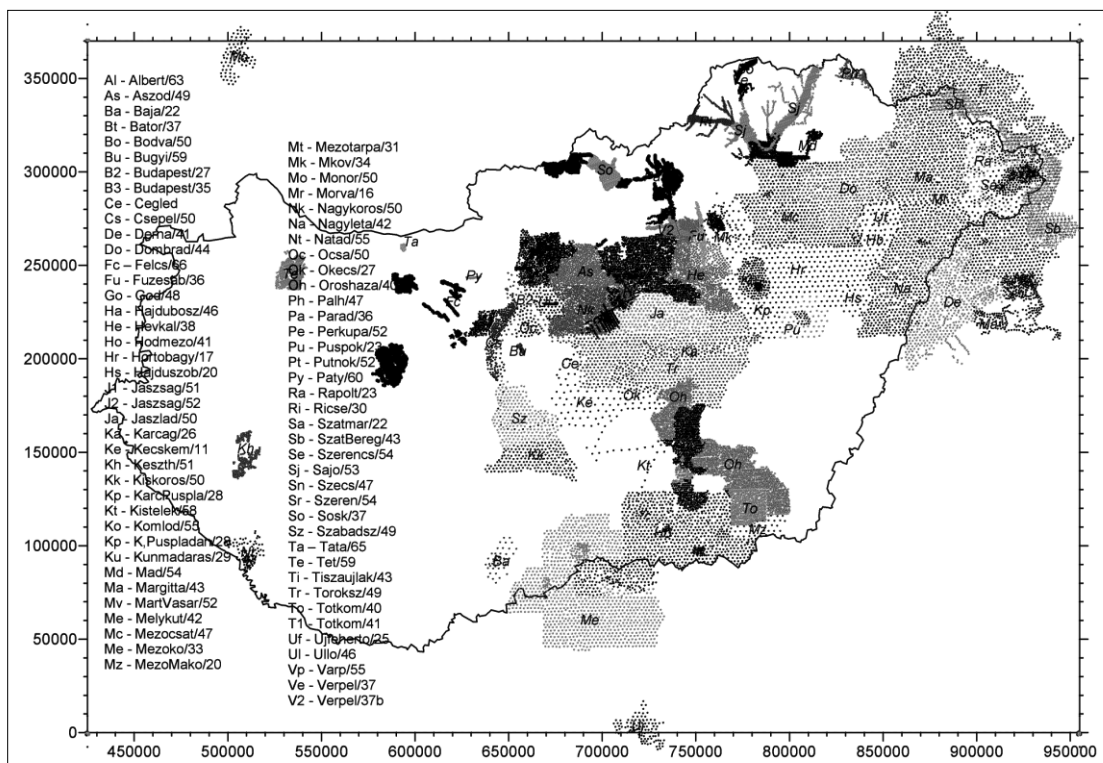 350000
300000
250000
200000
150000
100000
50000
0
Al - Albert/63
As - Aszod/49
Ba - Baja/22
Bt - Bator/37
Bo - Bodva/50
Bu - Bugyi/59
B2 - Budapest/27
B3 - Budapest/35
Ce - Cegled
Cs - Csepel/50
De - Derna/41
Do - Dombrad/44
Fc - Felcs/66
Fu - Fuzesab/36
Go - God/48
Ha - Hajdubosz/46
He - Hevkal/38
Ho - Hodmezo/41
Hr - Hortobagy/17
Hs - Hajduszob/20
J1 - Jaszsag/51
J2 - Jaszsag/52
Ja - Jaszlad/50
Ka - Karcag/26
Ke - Kecskem/11
Kh - Keszth/51
Kk - Kiskoros/50
Kp - KarcPuspla/28
Kt - Kistelek/58
Ko - Komlod/55
Kp - K,Puspladan/28
Ku - Kunmadaras/29
Md - Mad/54
Ma - Margitta/43
Mv - MartVasar/52
Me - Melykut/42
Mc - Mezocsat/47
Me - Mezoko/33
Mz - MezoMako/20
Mt - Mezotarpa/31
Mk - Mkov/34
Mo - Monor/50
Mr - Morva/16
Nk - Nagykoros/50
Na - Nagyleta/42
Nt - Natad/55
Oc - Ocsa/50
Ok - Okecs/27
Oh - Oroshaza/40
Ph - Palh/47
Pa - Parad/36
Pe - Perkupa/52
Pu - Puspok/23
Pt - Putnok/52
Py - Paty/60
Ra - Rapolt/23
Ri - Ricse/30
Sa - Szatmar/22
Sb - SzatBereg/43
Se - Szerencs/54
Sj - Sajo/53
Sn - Szecs/47
Sr - Szeren/54
So - Sosk/37
Sz - Szabadsz/49
Ta – Tata/65
Te - Tet/59
Ti - Tiszaujlak/43
Tr - Toroksz/49
To - Totkom/40
T1 - Totkom/41
Uf - Ujfeherto/25
Ul - Ullo/46
Vp - Varp/55
Ve - Verpel/37
V2 - Verpel/37b
Sj
Sj
So
Ta
Py
V2
Fu
Mk
As
He
B2
Ja
Bu
Ce
Ka
Tr
Ok
Oh
Ke
Sz
Kk
Kt
Oh
To
Mz
Ba
Me
Kh
Do
Ma
Mc
Uf
Hb
Hr
Hs
Na
Kp
Pu
De
Ra
Sb
450000 500000 550000 600000 650000 700000 750000 800000 850000 900000 950000